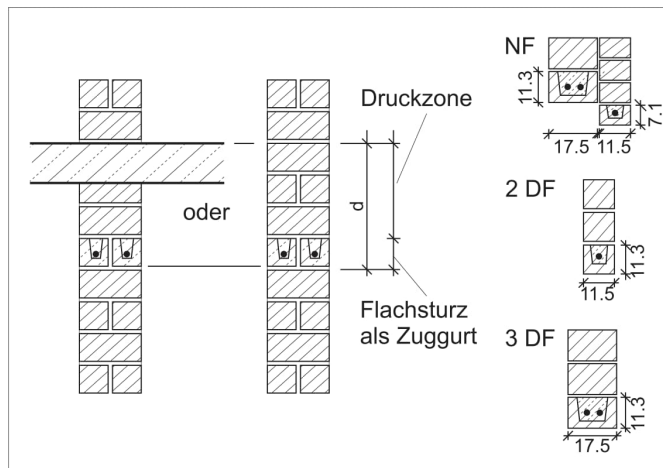 oder
d
Druckzone
Flachsturz
als Zuggurt
NF
11.3
7.1
17.5
11.5
2 DF
11.3
11.5
3 DF
11.3
17.5